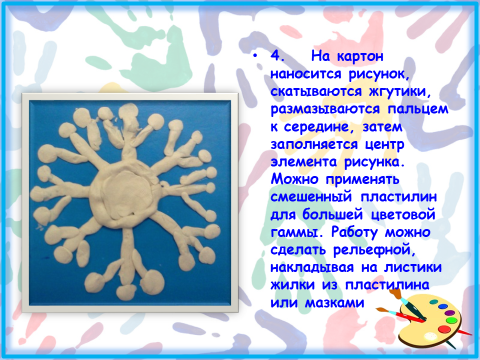 • 4. На картон
наносится рисунок,
скатываются жгутики,
размазываются пальцем
к середине, затем
заполняется центр
элемента рисунка.
Можно применять
смешенный пластилин
для большей цветовой
гаммы. Работу можно
сделать рельефной,
накладывая на листики
жилки из пластилина
или мазками